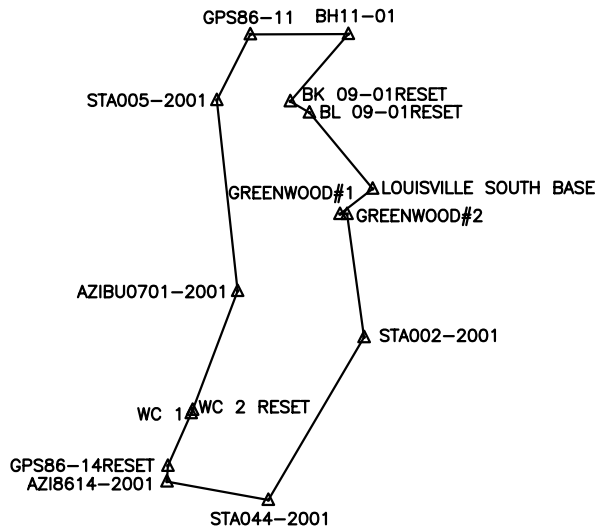 GPS86-11
BH11-01
STA005-2001
BK 09-01RESET
BL 09-01RESET
GREENWOOD#1
LOUISVILLE SOUTH BASE
GREENWOOD#2
AZIBU0701-2001
STA002-2001
WC 1
WC 2 RESET
GPS86-14RESET
AZI8614-2001
STA044-2001